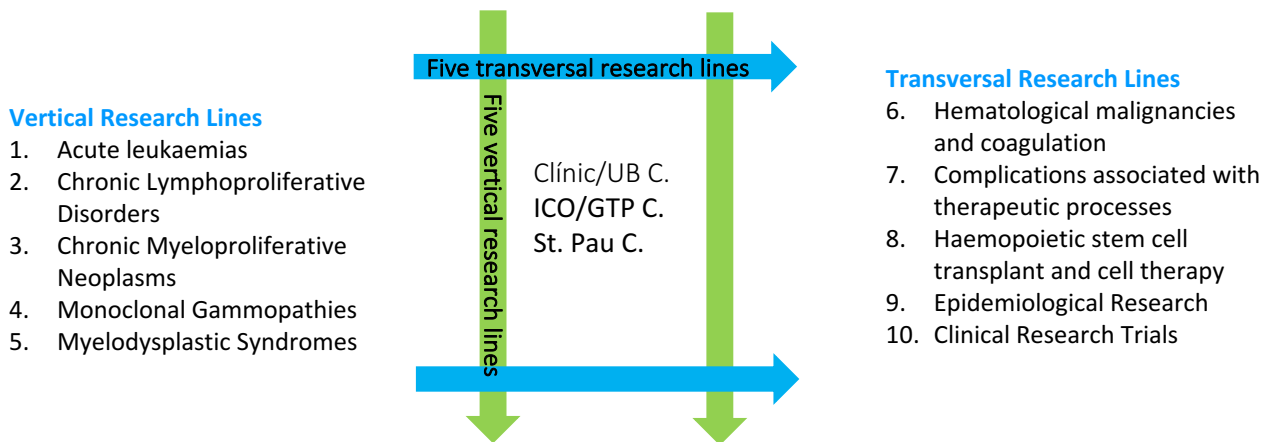 Vertical Research Lines
1. Acute leukaemias
2. Chronic Lymphoproliferative
Disorders
3. Chronic Myeloproliferative
Neoplasms
4. Monoclonal Gammopathies
5. Myelodysplastic Syndromes
Five transversal research lines
Five vertical research lines
Clínic/UB C.
ICO/GTP C.
St. Pau C.
Transversal Research Lines
6. Hematological malignancies
and coagulation
7. Complications associated with
therapeutic processes
8. Haemopoietic stem cell
transplant and cell therapy
9. Epidemiological Research
10. Clinical Research Trials